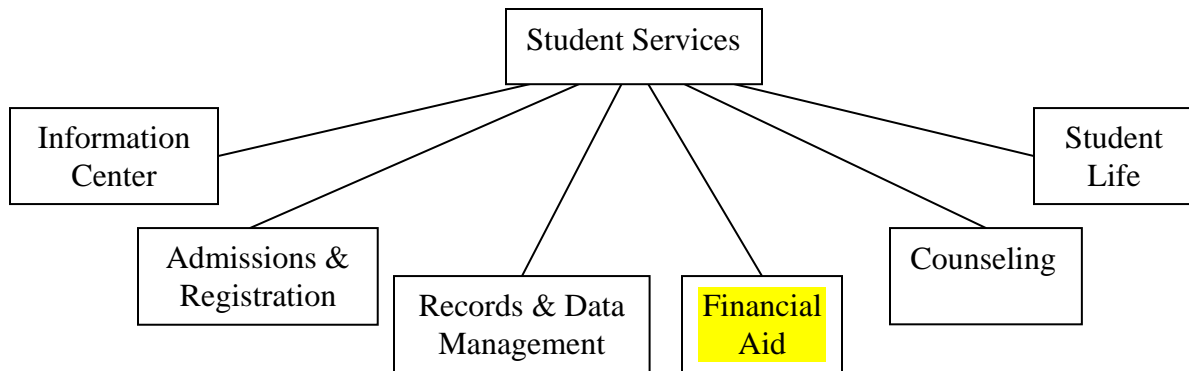 Student Services
Information
Center
Student
Life
Admissions &
Registration
Counseling
Records & Data
Management
Financial
Aid